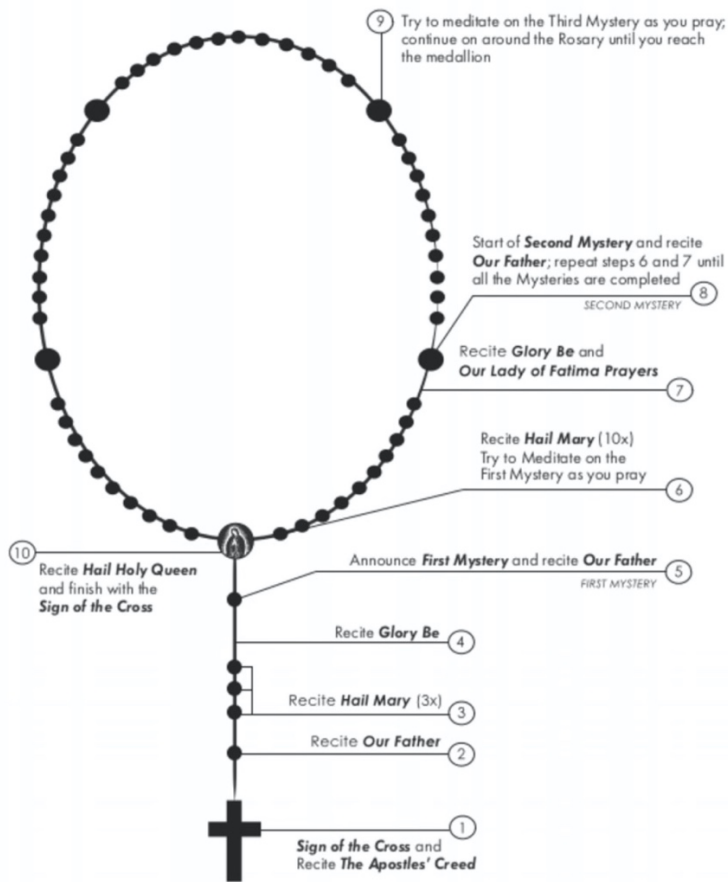 9 Try to meditate on the Third Mystery as you pray;
continue on around the Rosary until you reach
the medallion
Start of Second Mystery and recite
Our Father; repeat steps 6 and 7 until
all the Mysteries are completed
8
SECOND MYSTERY
Recite Glory Be and
Our Lady of Fatima Prayers
7
Recite Hail Mary (10x)
Try to Meditate on the
First Mystery as you pray
6
10
Recite Hail Holy Queen
and finish with the
Sign of the Cross
Announce First Mystery and recite Our Father
5
FIRST MYSTERY
Recite Glory Be
4
Recite Hail Mary (3x)
3
Recite Our Father
2
1
Sign of the Cross and
Recite The Apostles' Creed